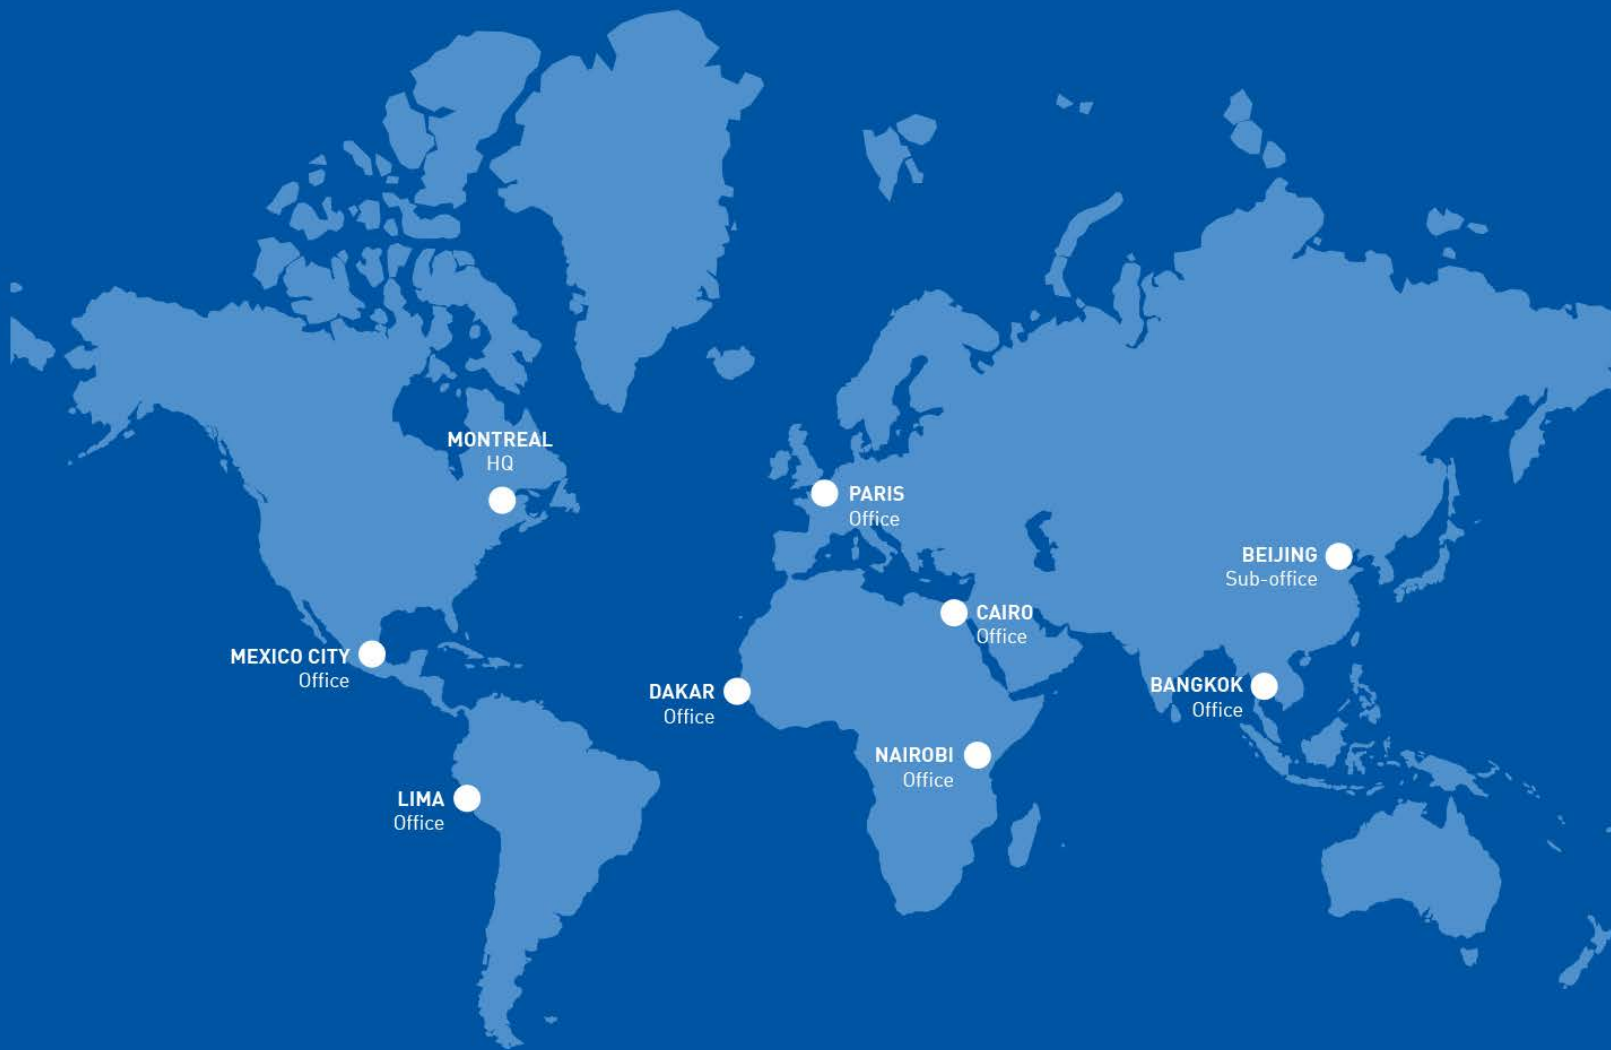 MONTREAL
HQ
PARIS
Office
BEIJING
Sub-office
CAIRO
Office
MEXICO CITY
Office
DAKAR
Office
BANGKOK
Office
NAIROBI
Office
LIMA
Office